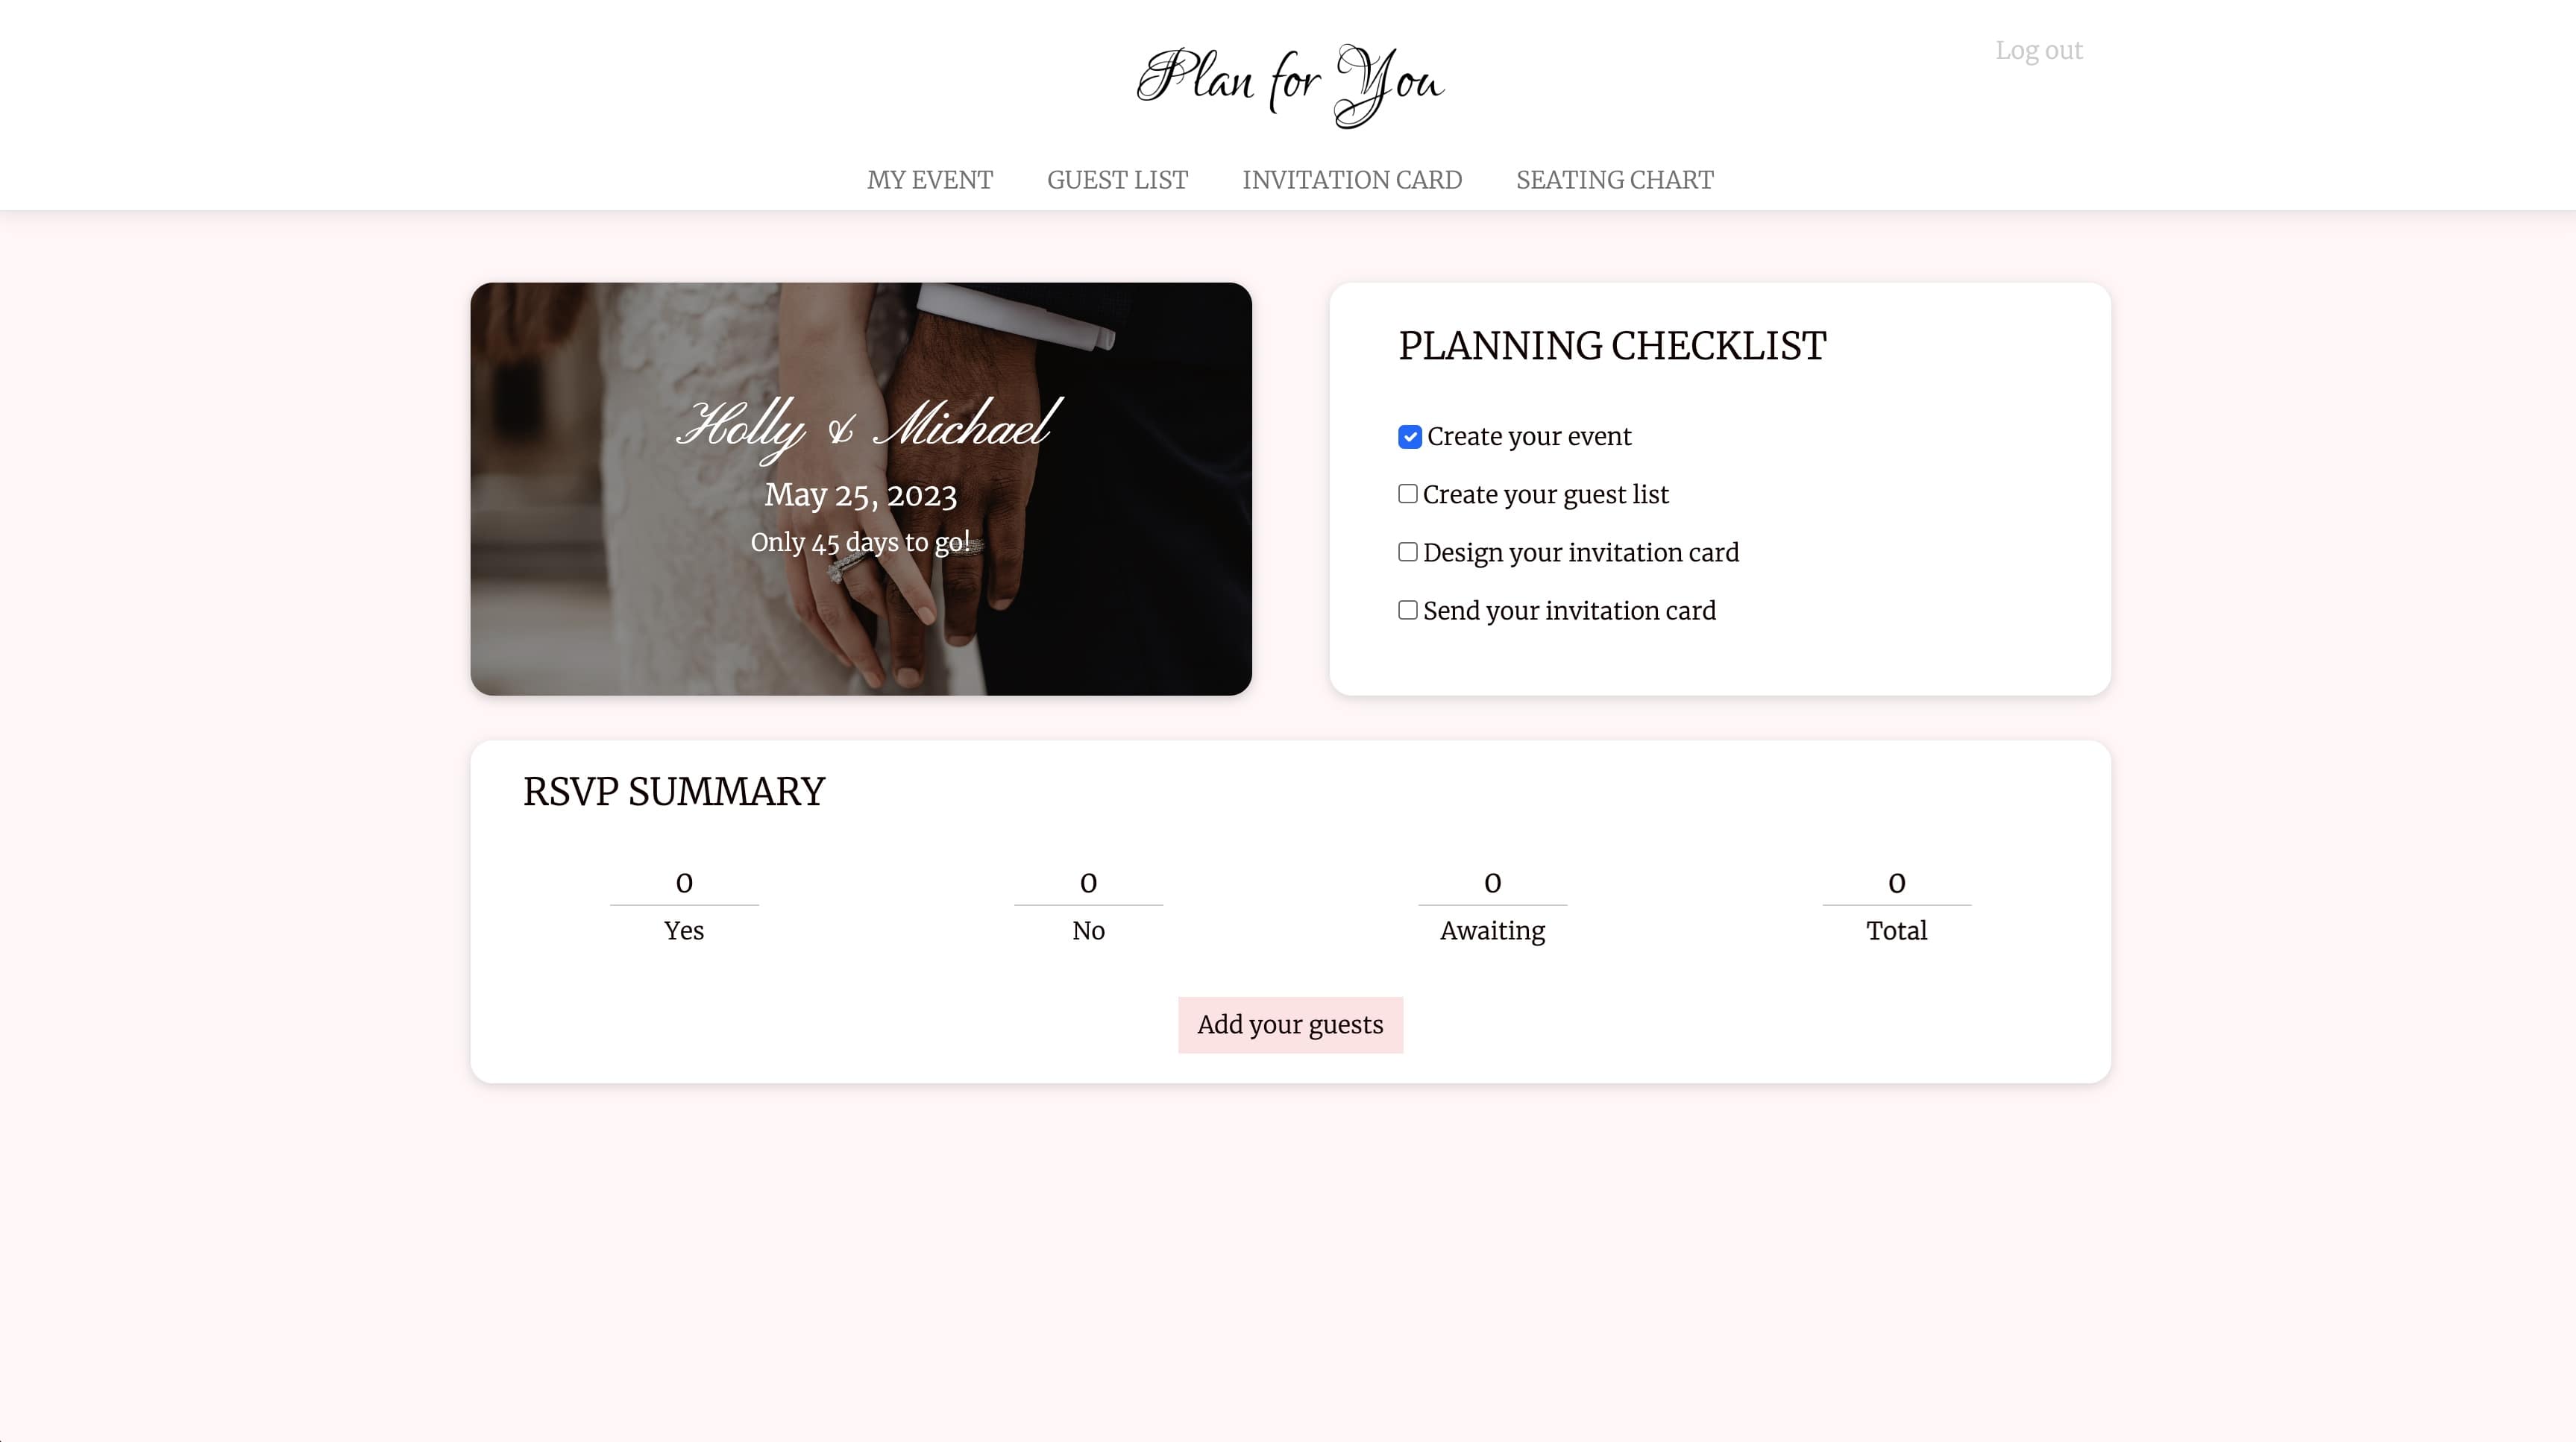 Plan for You
Log out
MY EVENT GUEST LIST INVITATION CARD SEATING CHART
Holly & Michael
May 25, 2023
Only 45 days to go!
PLANNING CHECKLIST
Create your event
Create your guest list
Design your invitation card
Send your invitation card
RSVP SUMMARY
0 0 0 0
Yes No Awaiting Total
Add your guests